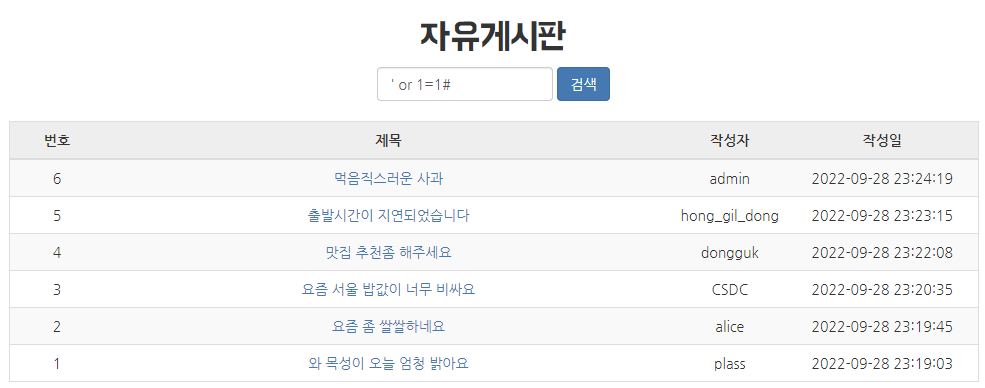 자유게시판
' or 1=1# 검색
번호 제목 작성자 작성일
6 먹음직스러운 사과 admin 2022-09-28 23:24:19
5 출발시간이 지연되었습니다 hong_gil_dong 2022-09-28 23:23:15
4 맛집 추천좀 해주세요 dongguk 2022-09-28 23:22:08
3 요즘 서울 밥값이 너무 비싸요 CSDC 2022-09-28 23:20:35
2 요즘 좀 쌀쌀하네요 alice 2022-09-28 23:19:45
1 와 목성이 오늘 엄청 밝아요 plass 2022-09-28 23:19:03